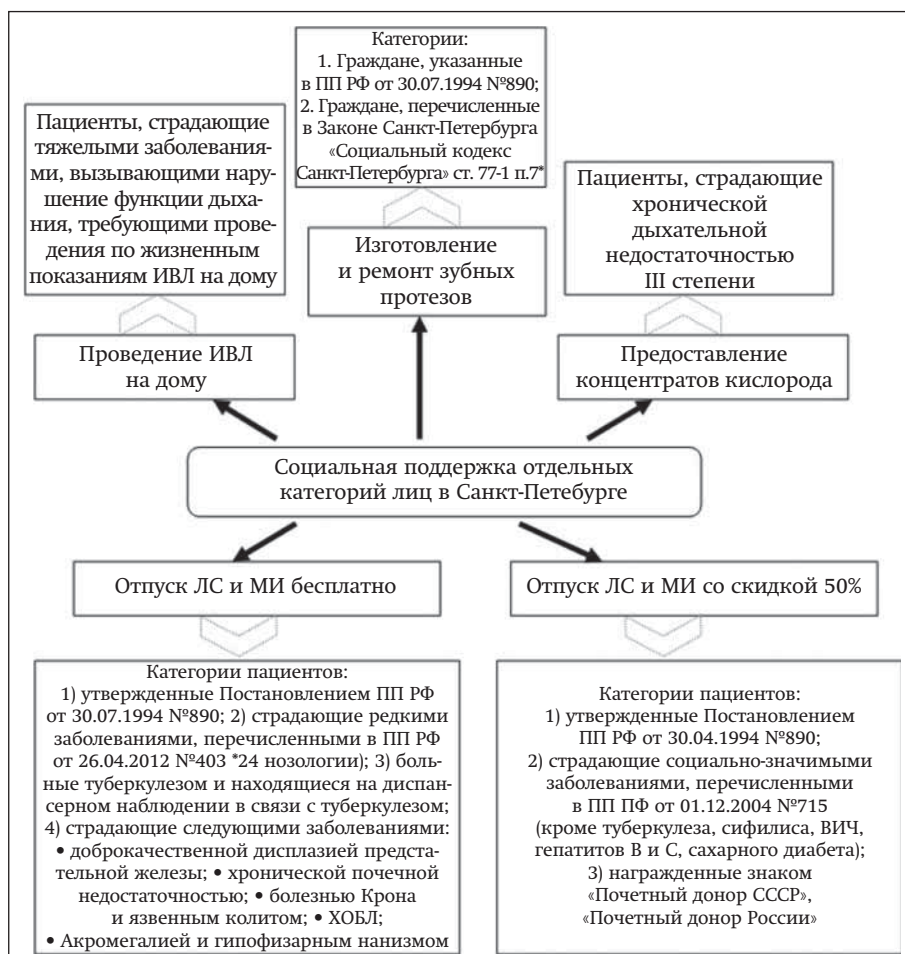 Категории:
1. Граждане, указанные
в ПП РФ от 30.07.1994 №890;
2. Граждане, перечисленные
в Законе Санкт-Петербурга
«Социальный кодекс
Санкт-Петербурга» ст. 77-1 п.7*
Пациенты, страдающие
тяжелыми заболевания-
ми, вызывающими нару-
шение функции дыха-
ния, требующими прове-
дения по жизненным
показаниям ИВЛ на дому
Пациенты, страдающие
хронической
дыхательной
недостаточностью
III степени
Изготовление
и ремонт зубных
протезов
Проведение ИВЛ
на дому
Предоставление
концентратов кислорода
Социальная поддержка отдельных
категорий лиц в Санкт-Петебурге
Отпуск ЛС и МИ бесплатно
Отпуск ЛС и МИ со скидкой 50%
Категории пациентов:
1) утвержденные Постановлением ПП РФ
от 30.07.1994 №890; 2) страдающие редкими
заболеваниями, перечисленными в ПП РФ
от 26.04.2012 №403 *24 нозологии); 3) боль-
ные туберкулезом и находящиеся на диспан-
серном наблюдении в связи с туберкулезом;
4) страдающие следующими заболеваниями:
• доброкачественной дисплазией предста-
тельной железы; • хронической почечной
недостаточностью; • болезнью Крона
и язвенным колитом; • ХОБЛ;
• Акромегалией и гипофизарным нанизмом
Категории пациентов:
1) утвержденные Постановлением
ПП РФ от 30.04.1994 №890;
2) страдающие социально-значимыми
заболеваниями, перечисленными
в ПП ПФ от 01.12.2004 №715
(кроме туберкулеза, сифилиса, ВИЧ,
гепатитов В и С, сахарного диабета);
3) награжденные знаком
«Почетный донор СССР»,
«Почетный донор России»